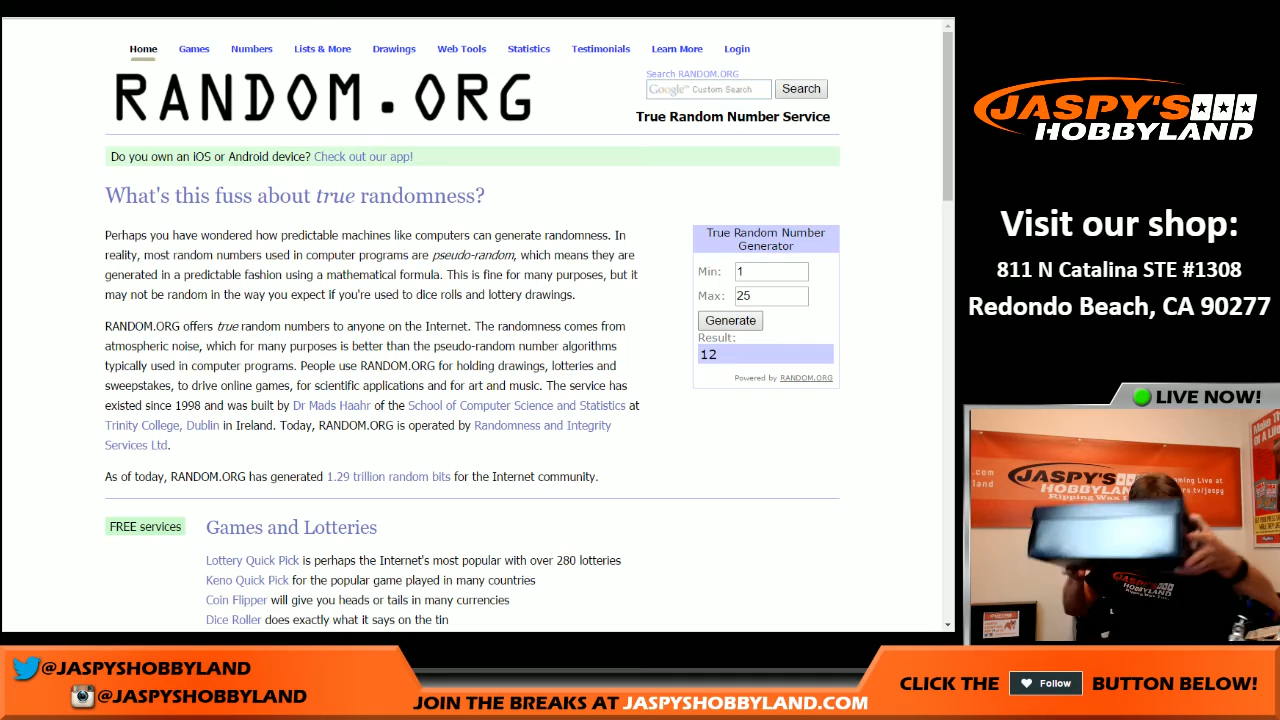 Home Games Numbers Lists & More Drawings Web Tools Statistics Testimonials Learn More Login
RANDOM.ORG
Search RANDOM.ORG
Google™ Custom Search Search
True Random Number Service
Do you own an iOS or Android device? Check out our app!
What's this fuss about true randomness?
Perhaps you have wondered how predictable machines like computers can generate randomness. In
reality, most random numbers used in computer programs are pseudo-random, which means they are
generated in a predictable fashion using a mathematical formula. This is fine for many purposes, but it
may not be random in the way you expect if you're used to dice rolls and lottery drawings.
RANDOM.ORG offers true random numbers to anyone on the Internet. The randomness comes from
atmospheric noise, which for many purposes is better than the pseudo-random number algorithms
typically used in computer programs. People use RANDOM.ORG for holding drawings, lotteries and
sweepstakes, to drive online games, for scientific applications and for art and music. The service has
existed since 1998 and was built by Dr Mads Haahr of the School of Computer Science and Statistics at
Trinity College, Dublin in Ireland. Today, RANDOM.ORG is operated by Randomness and Integrity
Services Ltd.
As of today, RANDOM.ORG has generated 1.29 trillion random bits for the Internet community.
True Random Number
Generator
Min: 1
Max: 25
Generate
Result:
12
Powered by RANDOM.ORG
FREE services
Games and Lotteries
Lottery Quick Pick is perhaps the Internet's most popular with over 280 lotteries
Keno Quick Pick for the popular game played in many countries
Coin Flipper will give you heads or tails in many currencies
Dice Roller does exactly what it says on the tin
JASPY'S
HOBBYLAND
Visit our shop:
811 N Catalina STE #1308
Redondo Beach, CA 90277
LIVE NOW!
JASPY'S
HOBBYLAND
JASPY'S
HOBBYLAND
@JASPYSHOBBYLAND
@JASPYSHOBBYLAND
JOIN THE BREAKS AT JASPYSHOBBYLAND.COM
CLICK THE Follow BUTTON BELOW!